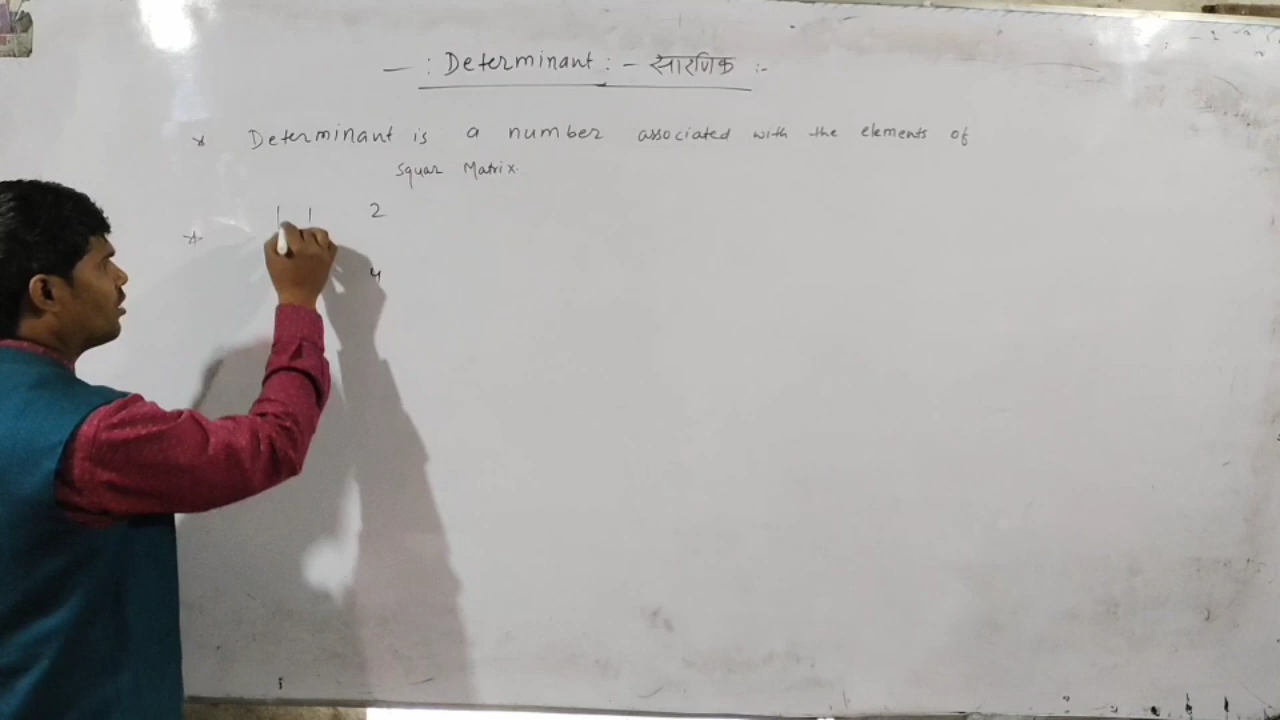 — : Determinant : - सारणिक :-
* Determinant is a number associated with the elements of
Squar Matrix.
* | 1 2
4